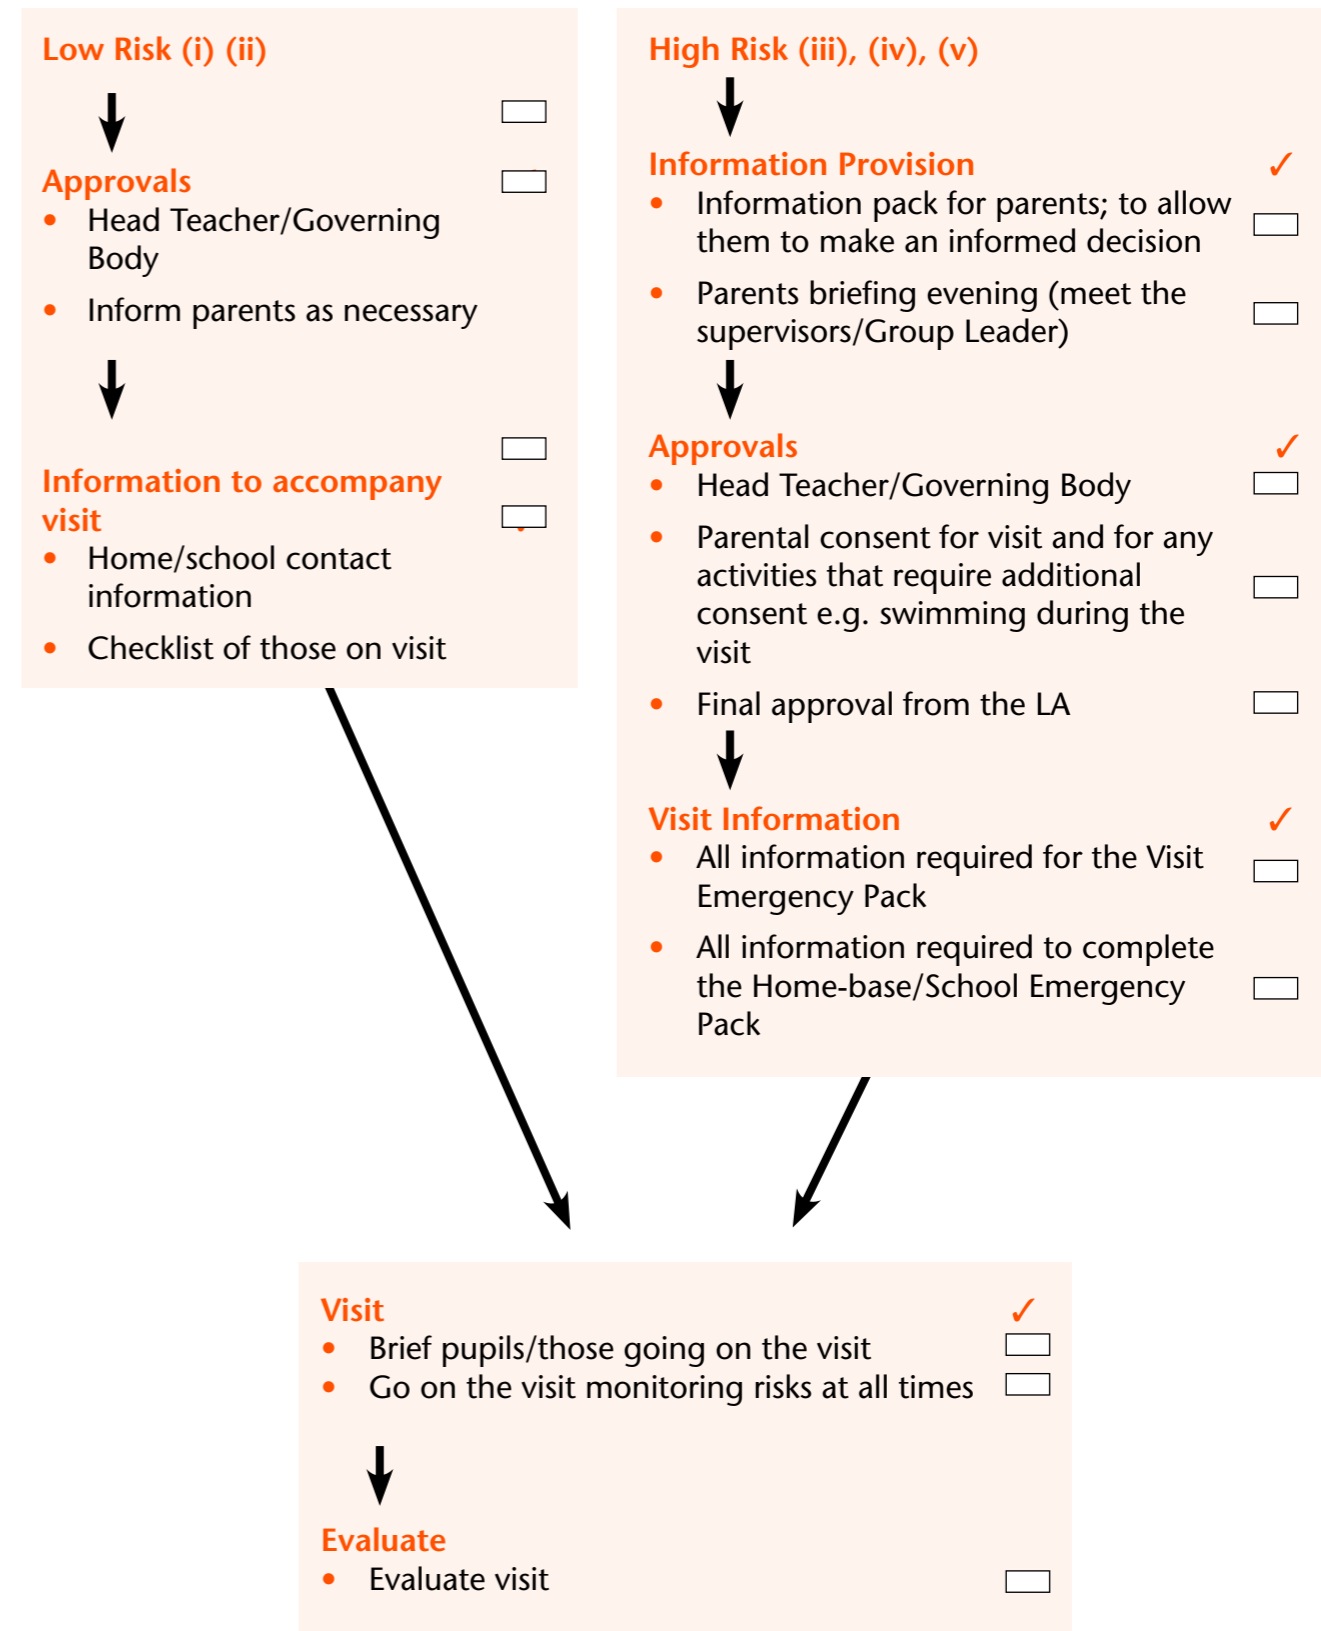 Low Risk (i) (ii)
Approvals
• Head Teacher/Governing
Body
• Inform parents as necessary
Information to accompany
visit
• Home/school contact
information
• Checklist of those on visit
High Risk (iii), (iv), (v)
Information Provision ✓
• Information pack for parents; to allow
them to make an informed decision
• Parents briefing evening (meet the
supervisors/Group Leader)
Approvals ✓
• Head Teacher/Governing Body
• Parental consent for visit and for any
activities that require additional
consent e.g. swimming during the
visit
• Final approval from the LA
Visit Information ✓
• All information required for the Visit
Emergency Pack
• All information required to complete
the Home-base/School Emergency
Pack
Visit ✓
• Brief pupils/those going on the visit
• Go on the visit monitoring risks at all times
Evaluate
• Evaluate visit